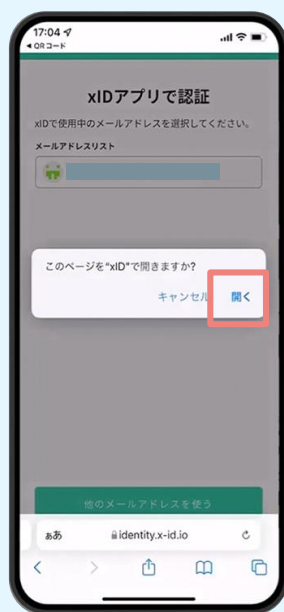 17:04
◀ QRコード
xIDアプリで認証
xIDで使用中のメールアドレスを選択してください。
メールアドレスリスト
このページを“xID”で開きますか?
キャンセル 開く
他のメールアドレスを使う
ぁあ identity.x-id.io